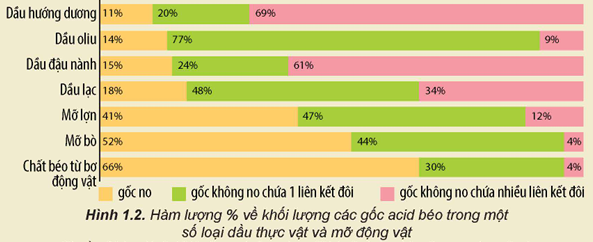 Dầu hướng dương 11% 20% 69%
Dầu oliu 14% 77% 9%
Dầu đậu nành 15% 24% 61%
Dầu lạc 18% 48% 34%
Mỡ lợn 41% 47% 12%
Mỡ bò 52% 44% 4%
Chất béo từ bơ
động vật 66% 30% 4%
gốc no gốc không no chứa 1 liên kết đôi gốc không no chứa nhiều liên kết đôi
Hình 1.2. Hàm lượng % về khối lượng các gốc acid béo trong một
số loại dầu thực vật và mỡ động vật